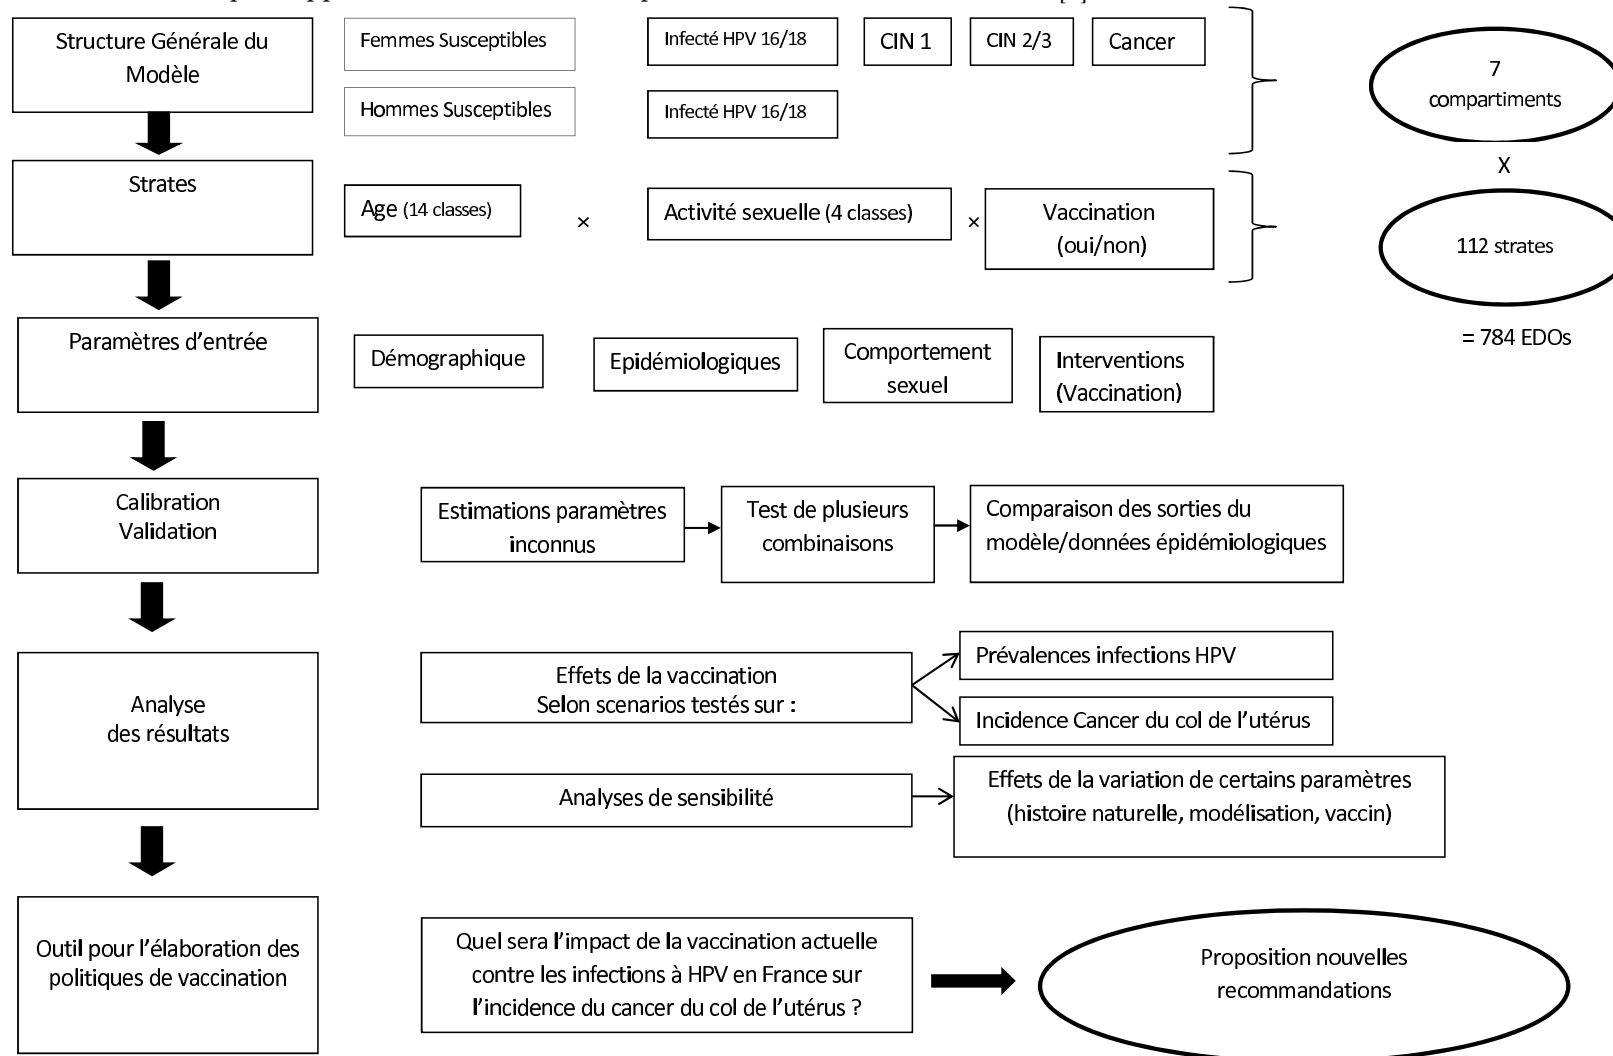 Structure Générale du
Modèle
Femmes Susceptibles
Infecté HPV 16/18
CIN 1
CIN 2/3
Cancer
Hommes Susceptibles
Infecté HPV 16/18
7
compartiments
X
Strates
Age (14 classes)
×
Activité sexuelle (4 classes)
×
Vaccination
(oui/non)
112 strates
= 784 EDOs
Paramètres d’entrée
Démographique
Epidémiologiques
Comportement
sexuel
Interventions
(Vaccination)
Calibration
Validation
Estimations paramètres
inconnus
Test de plusieurs
combinaisons
Comparaison des sorties du
modèle/données épidémiologiques
Analyse
des résultats
Effets de la vaccination
Selon scenarios testés sur :
Prévalences infections HPV
Incidence Cancer du col de l’utérus
Analyses de sensibilité
Effets de la variation de certains paramètres
(histoire naturelle, modélisation, vaccin)
Outil pour l’élaboration des
politiques de vaccination
Quel sera l’impact de la vaccination actuelle
contre les infections à HPV en France sur
l’incidence du cancer du col de l’utérus ?
Proposition nouvelles
recommandations